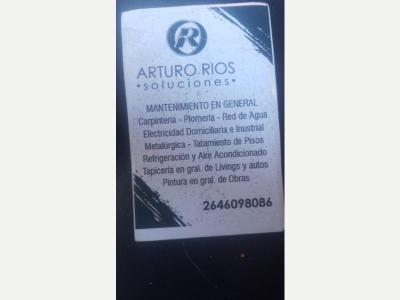 R
ARTURO RIOS
•soluciones•
MANTENIMIENTO EN GENERAL
Carpintería - Plomería - Red de Agua
Electricidad Domiciliaria e Inustrial
Metalúrgica - Tatamiento de Pisos
Refrigeración y Aire Acondicionado
Tapicería en gral. de Livings y autos
Pintura en gral. de Obras
2646098086